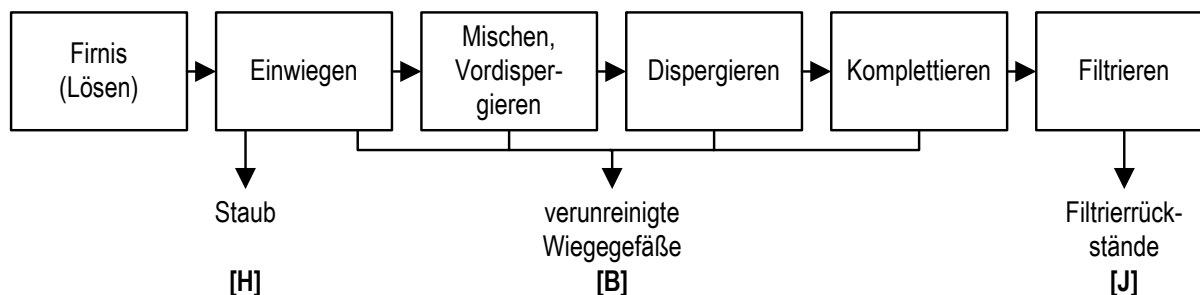 Firnis
(Lösen)
Einwiegen
Mischen,
Vordisper-
gieren
Dispergieren
Komplettieren
Filtrieren
Staub
[H]
verunreinigte
Wiegegefäße
[B]
Filtrierrück-
stände
[J]